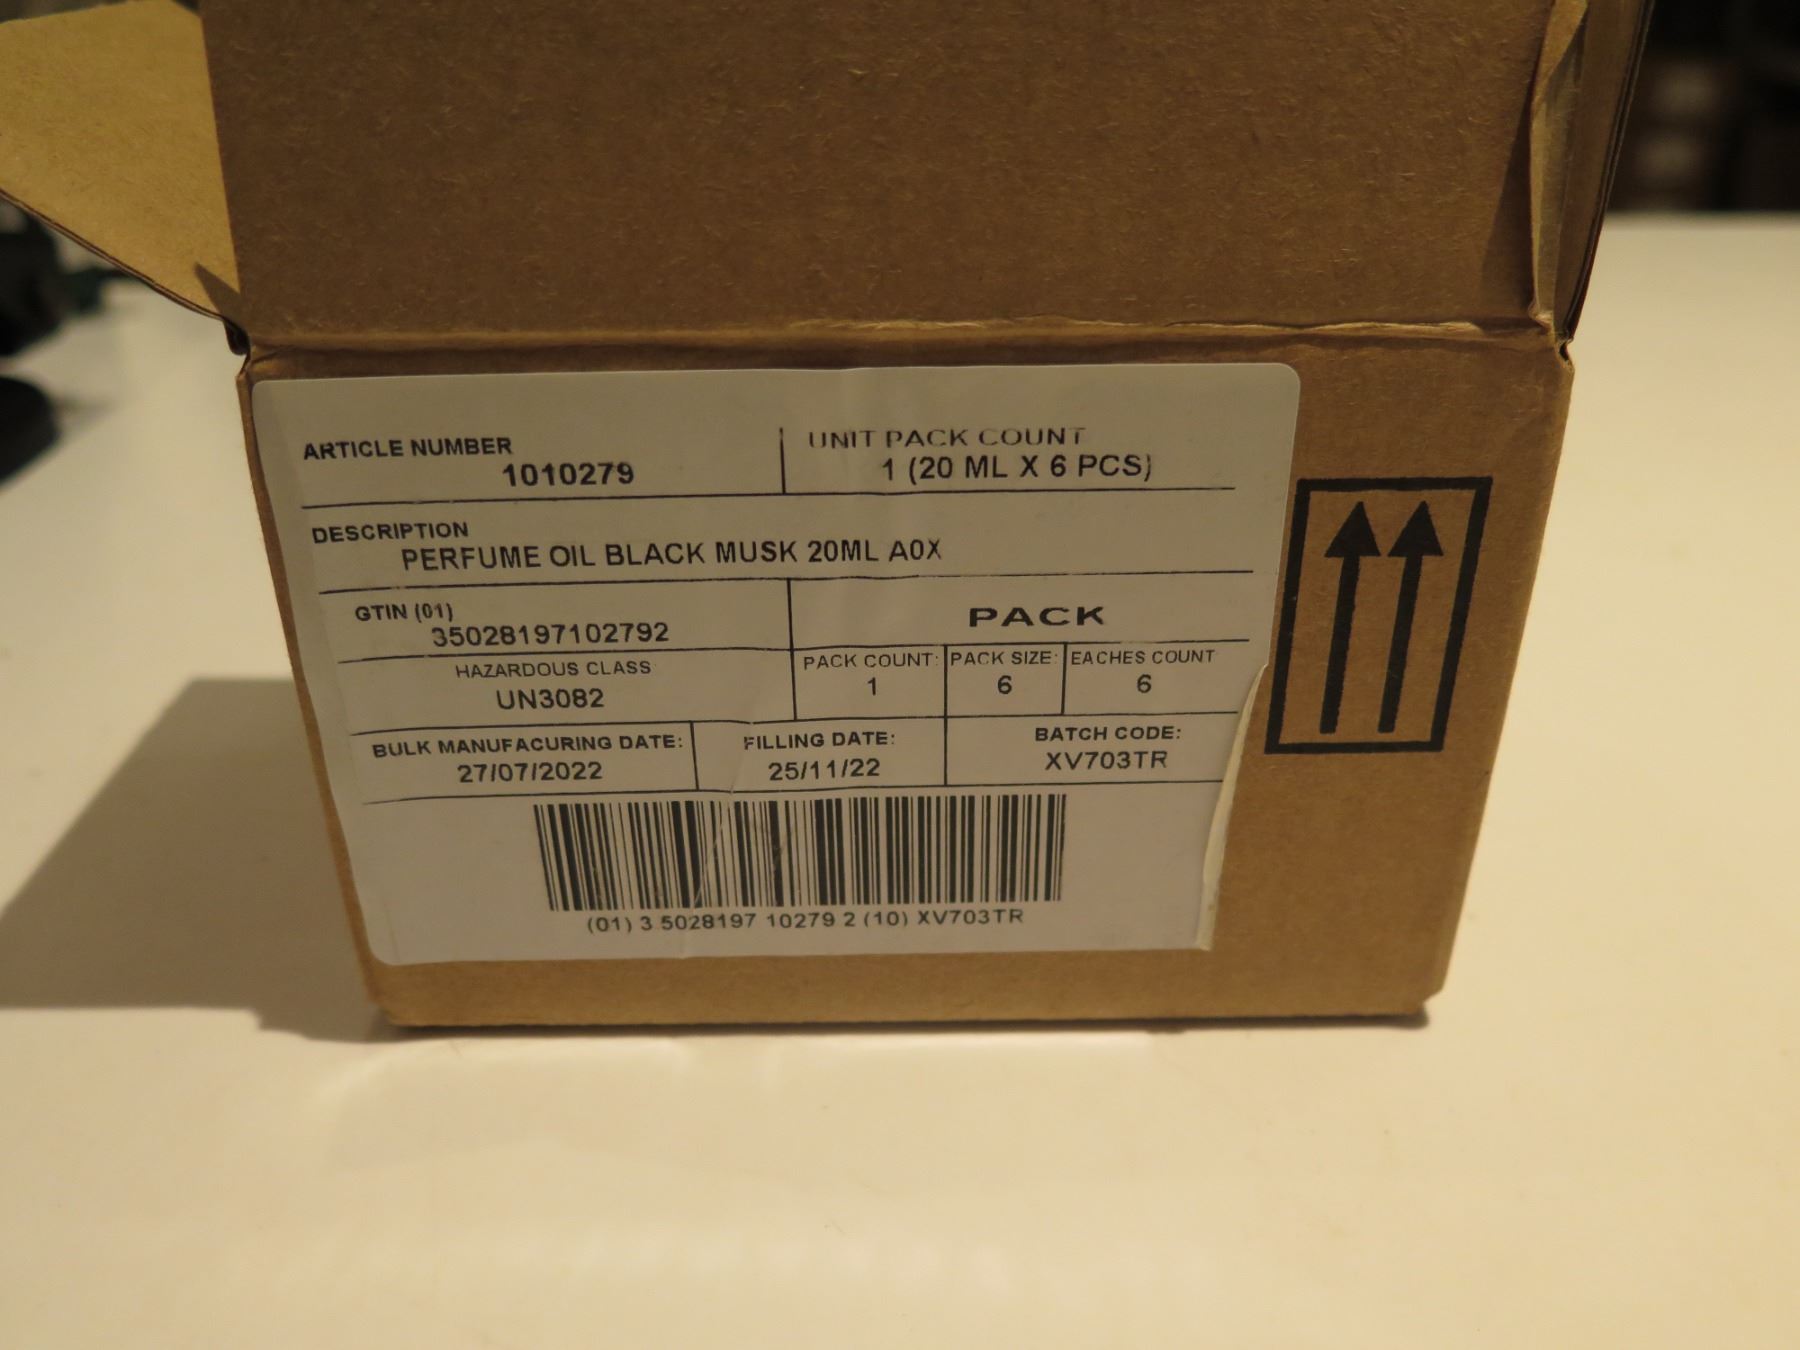 ARTICLE NUMBER
1010279
UNIT PACK COUNT
1 (20 ML X 6 PCS)
DESCRIPTION
PERFUME OIL BLACK MUSK 20ML A0X
GTIN (01)
35028197102792
PACK
HAZARDOUS CLASS
UN3082
PACK COUNT:
1
PACK SIZE:
6
EACHES COUNT
6
BULK MANUFACURING DATE:
27/07/2022
FILLING DATE:
25/11/22
BATCH CODE:
XV703TR
(01) 3 5028197 10279 2 (10) XV703TR